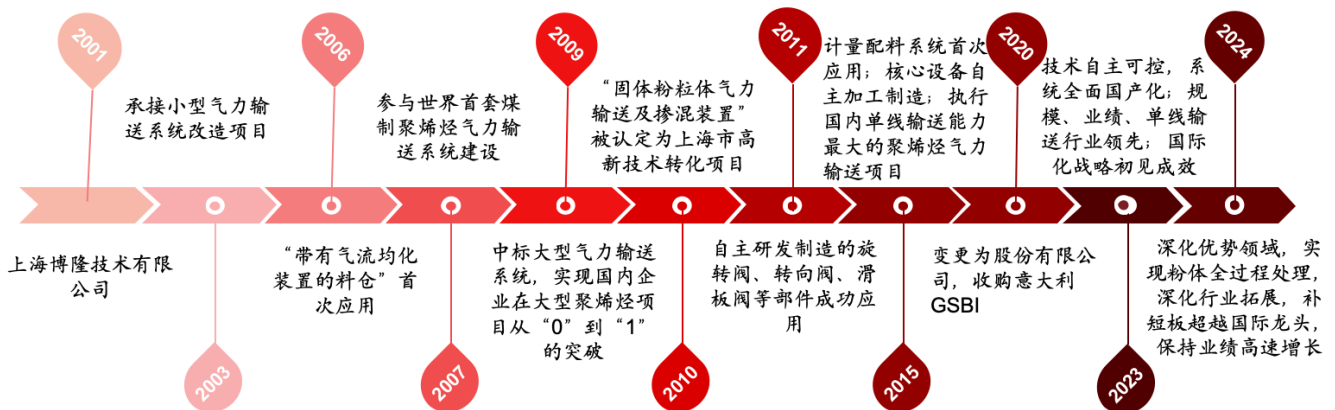 2001
上海博隆技术有限
公司
承接小型气力输
送系统改造项目
2003
2006
“带有气流均化
装置的料仓”首
次应用
参与世界首套煤
制聚烯烃气力输
送系统建设
2007
2009
中标大型气力输送
系统，实现国内企
业在大型聚烯烃项
目从“0”到“1”
的突破
“固体粉粒体气力
输送及掺混装置”
被认定为上海市高
新技术转化项目
2010
2011
自主研发制造的旋
转阀、转向阀、滑
板阀等部件成功应
用
计量配料系统首次
应用；核心设备自
主加工制造；执行
国内单线输送能力
最大的聚烯烃气力
输送项目
2015
2020
变更为股份有限公
司，收购意大利
GSBI
技术自主可控，系
统全面国产化；规
模、业绩、单线输
送行业领先；国际
化战略初见成效
2023
2024
深化优势领域，实
现粉体全过程处理，
深化行业拓展，补
短板超越国际龙头，
保持业绩高速增长